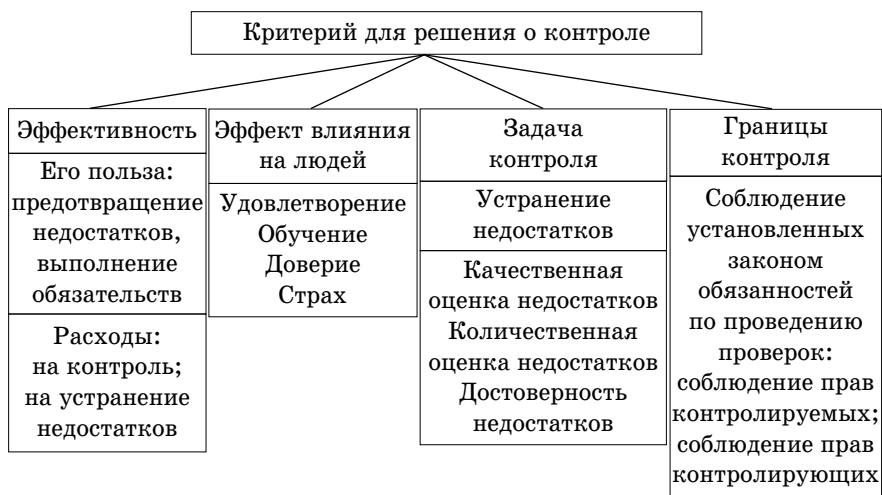 Критерий для решения о контроле
Эффективность
Его польза:
предотвращение
недостатков,
выполнение
обязательств
Расходы:
на контроль;
на устранение
недостатков
Эффект влияния
на людей
Удовлетворение
Обучение
Доверие
Страх
Задача
контроля
Устранение
недостатков
Качественная
оценка недостатков
Количественная
оценка недостатков
Достоверность
недостатков
Границы
контроля
Соблюдение
установленных
законом
обязанностей
по проведению
проверок:
соблюдение прав
контролируемых;
соблюдение прав
контролирующих